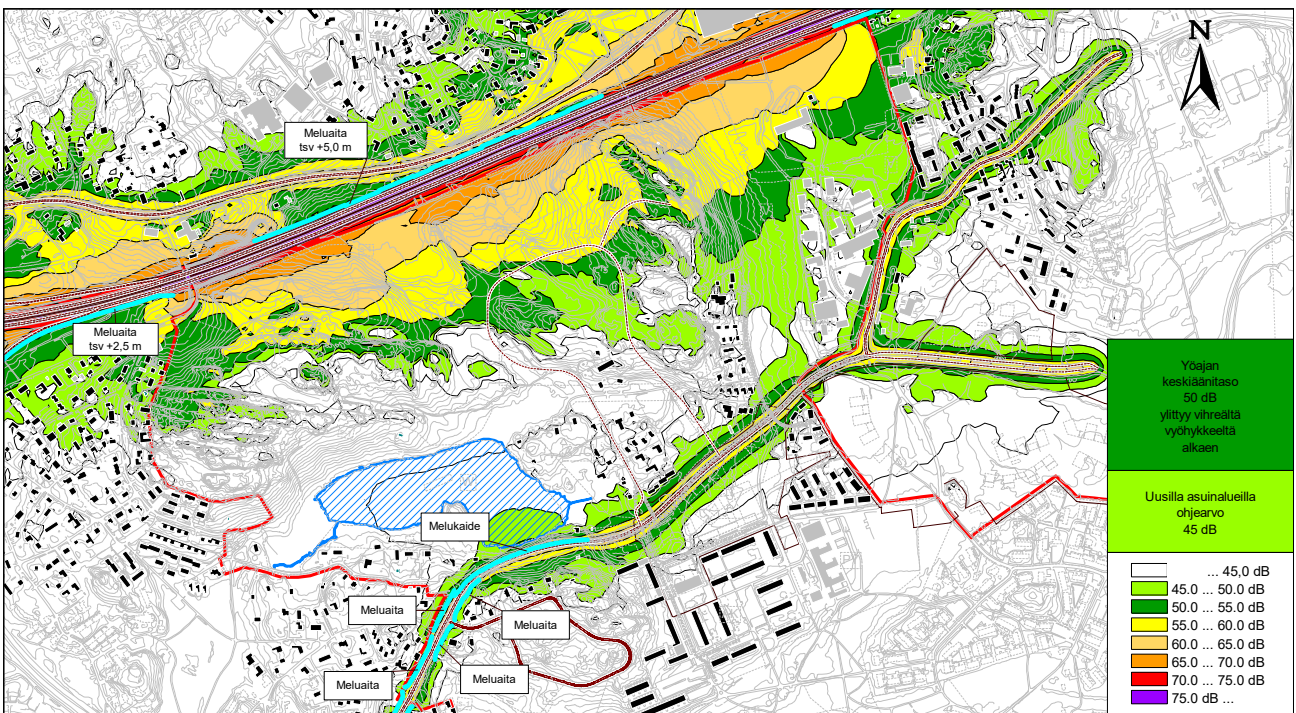 N
Meluaita
tsv +5,0 m
Meluaita
tsv +2,5 m
Yöajan
keskiäänitaso
50 dB
ylittyy vihreältä
vyöhykkeeltä
alkaen
Uusilla asuinalueilla
ohjearvo
45 dB
Melukaide
Meluaita
Meluaita
Meluaita
Meluaita
... 45,0 dB
45.0 ... 50.0 dB
50.0 ... 55.0 dB
55.0 ... 60.0 dB
60.0 ... 65.0 dB
65.0 ... 70.0 dB
70.0 ... 75.0 dB
75.0 dB ...